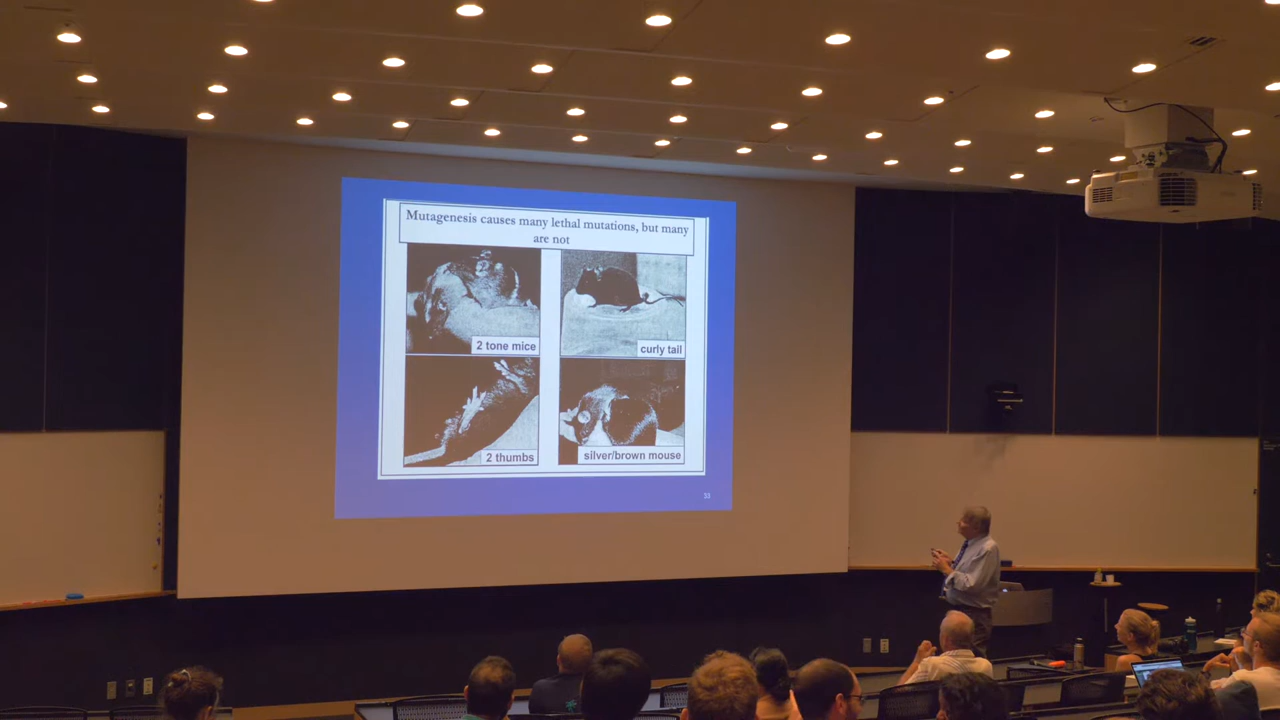 Mutagenesis causes many lethal mutations, but many
are not
2 tone mice
curly tail
2 thumbs
silver/brown mouse
33